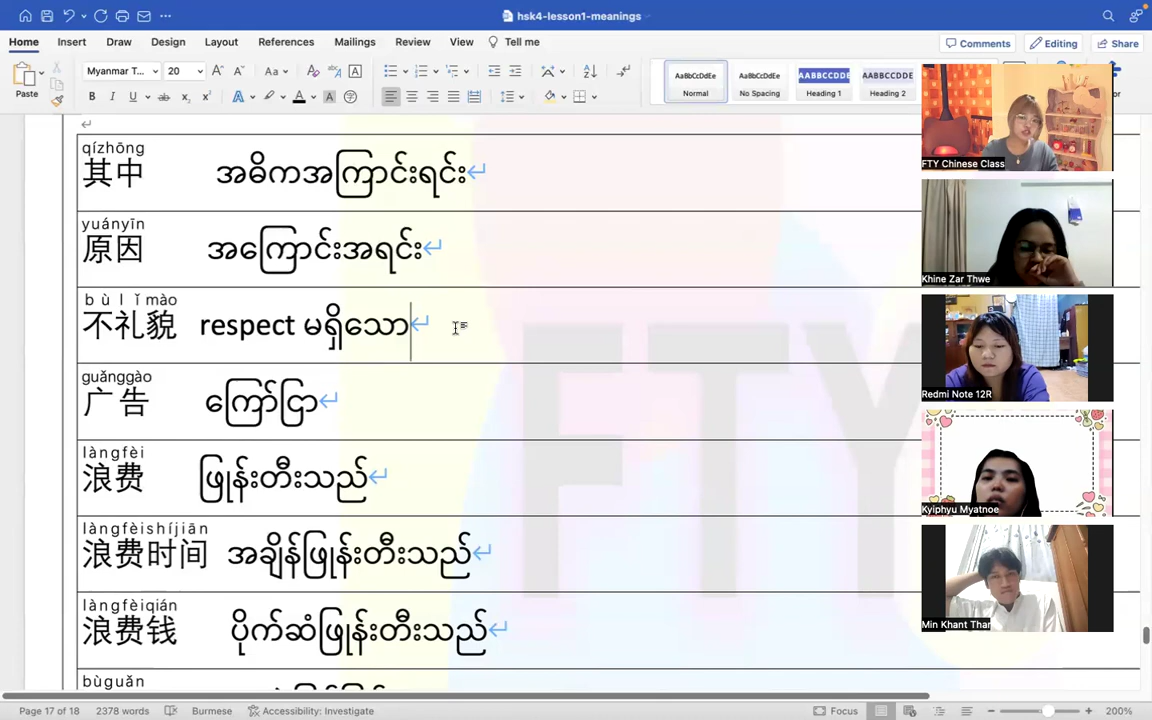 hsk4-lesson1-meanings
Home Insert Draw Design Layout References Mailings Review View Tell me Comments Editing Share
Paste
Myanmar T... 20
AaBbCcDdEe AaBbCcDdEe AABBCCDD AABBCCDDEE
Normal No Spacing Heading 1 Heading 2
qízhōng
其中 အဓိကအကြောင်းရင်း
yuányīn
原因 အကြောင်းအရင်း
bùlǐmào
不礼貌 respect မရှိသော
guǎnggào
广告 ကြော်ငြာ
làngfèi
浪费 ဖြုန်းတီးသည်
làngfèishíjiān
浪费时间 အချိန်ဖြုန်းတီးသည်
làngfèiqián
浪费钱 ပိုက်ဆံဖြုန်းတီးသည်
bùguǎn
FTY
FTY Chinese Class
Khine Zar Thwe
Redmi Note 12R
Kyiphyu Myatnoe
Min Khant Thar
Page 17 of 18 2378 words Burmese Accessibility: Investigate Focus 200%